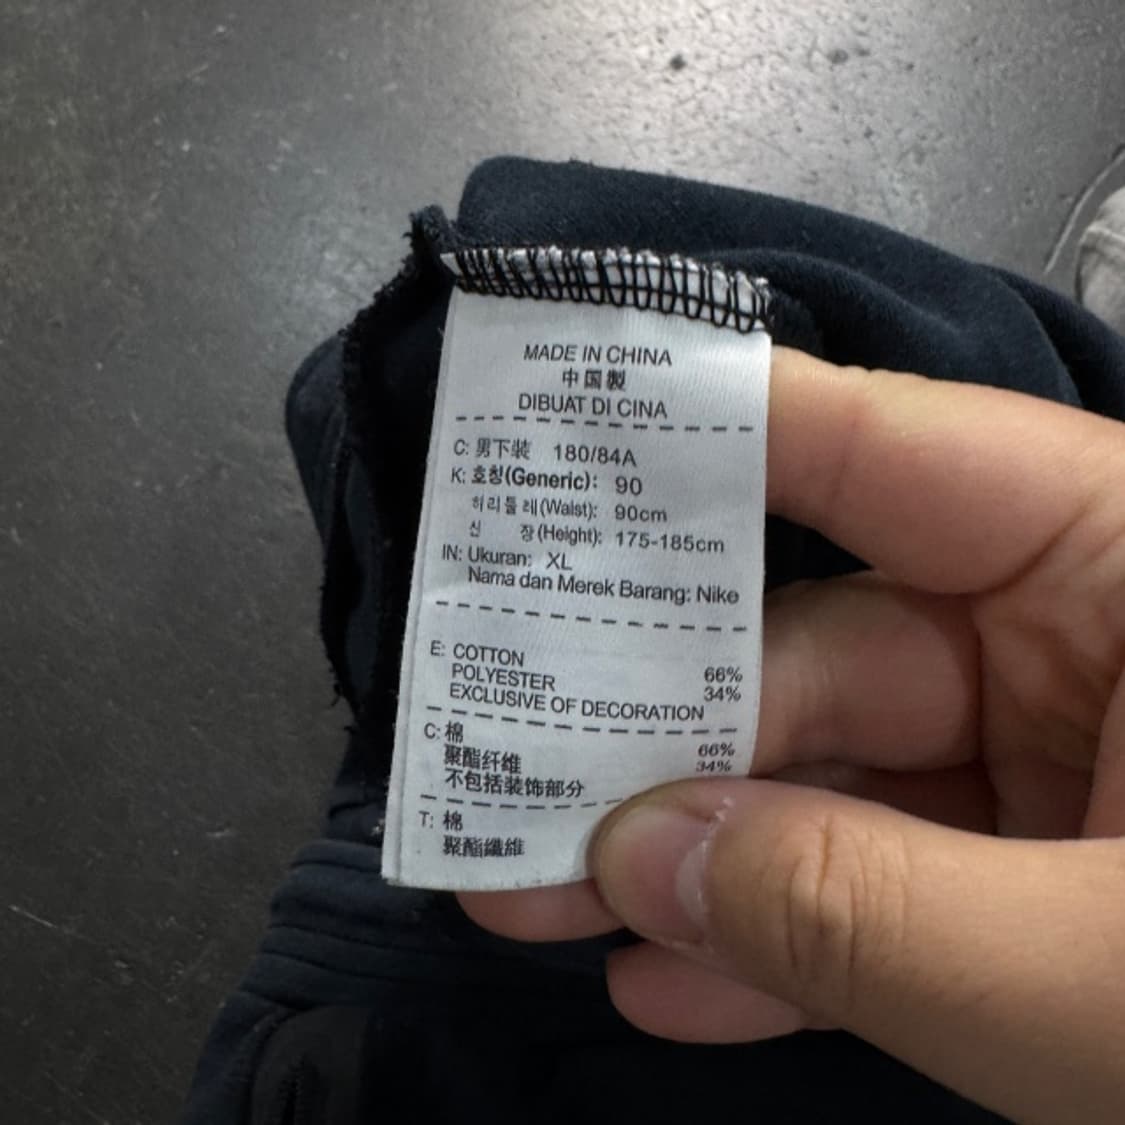 MADE IN CHINA
中国製
DIBUAT DI CINA
C: 男下装 180/84A
K: 호칭(Generic): 90
허리둘레(Waist): 90cm
신 장(Height): 175-185cm
IN: Ukuran: XL
Nama dan Merek Barang: Nike
E: COTTON 66%
POLYESTER 34%
EXCLUSIVE OF DECORATION
C: 棉 66%
聚酯纤维 34%
不包括装饰部分
T: 棉
聚酯纖維